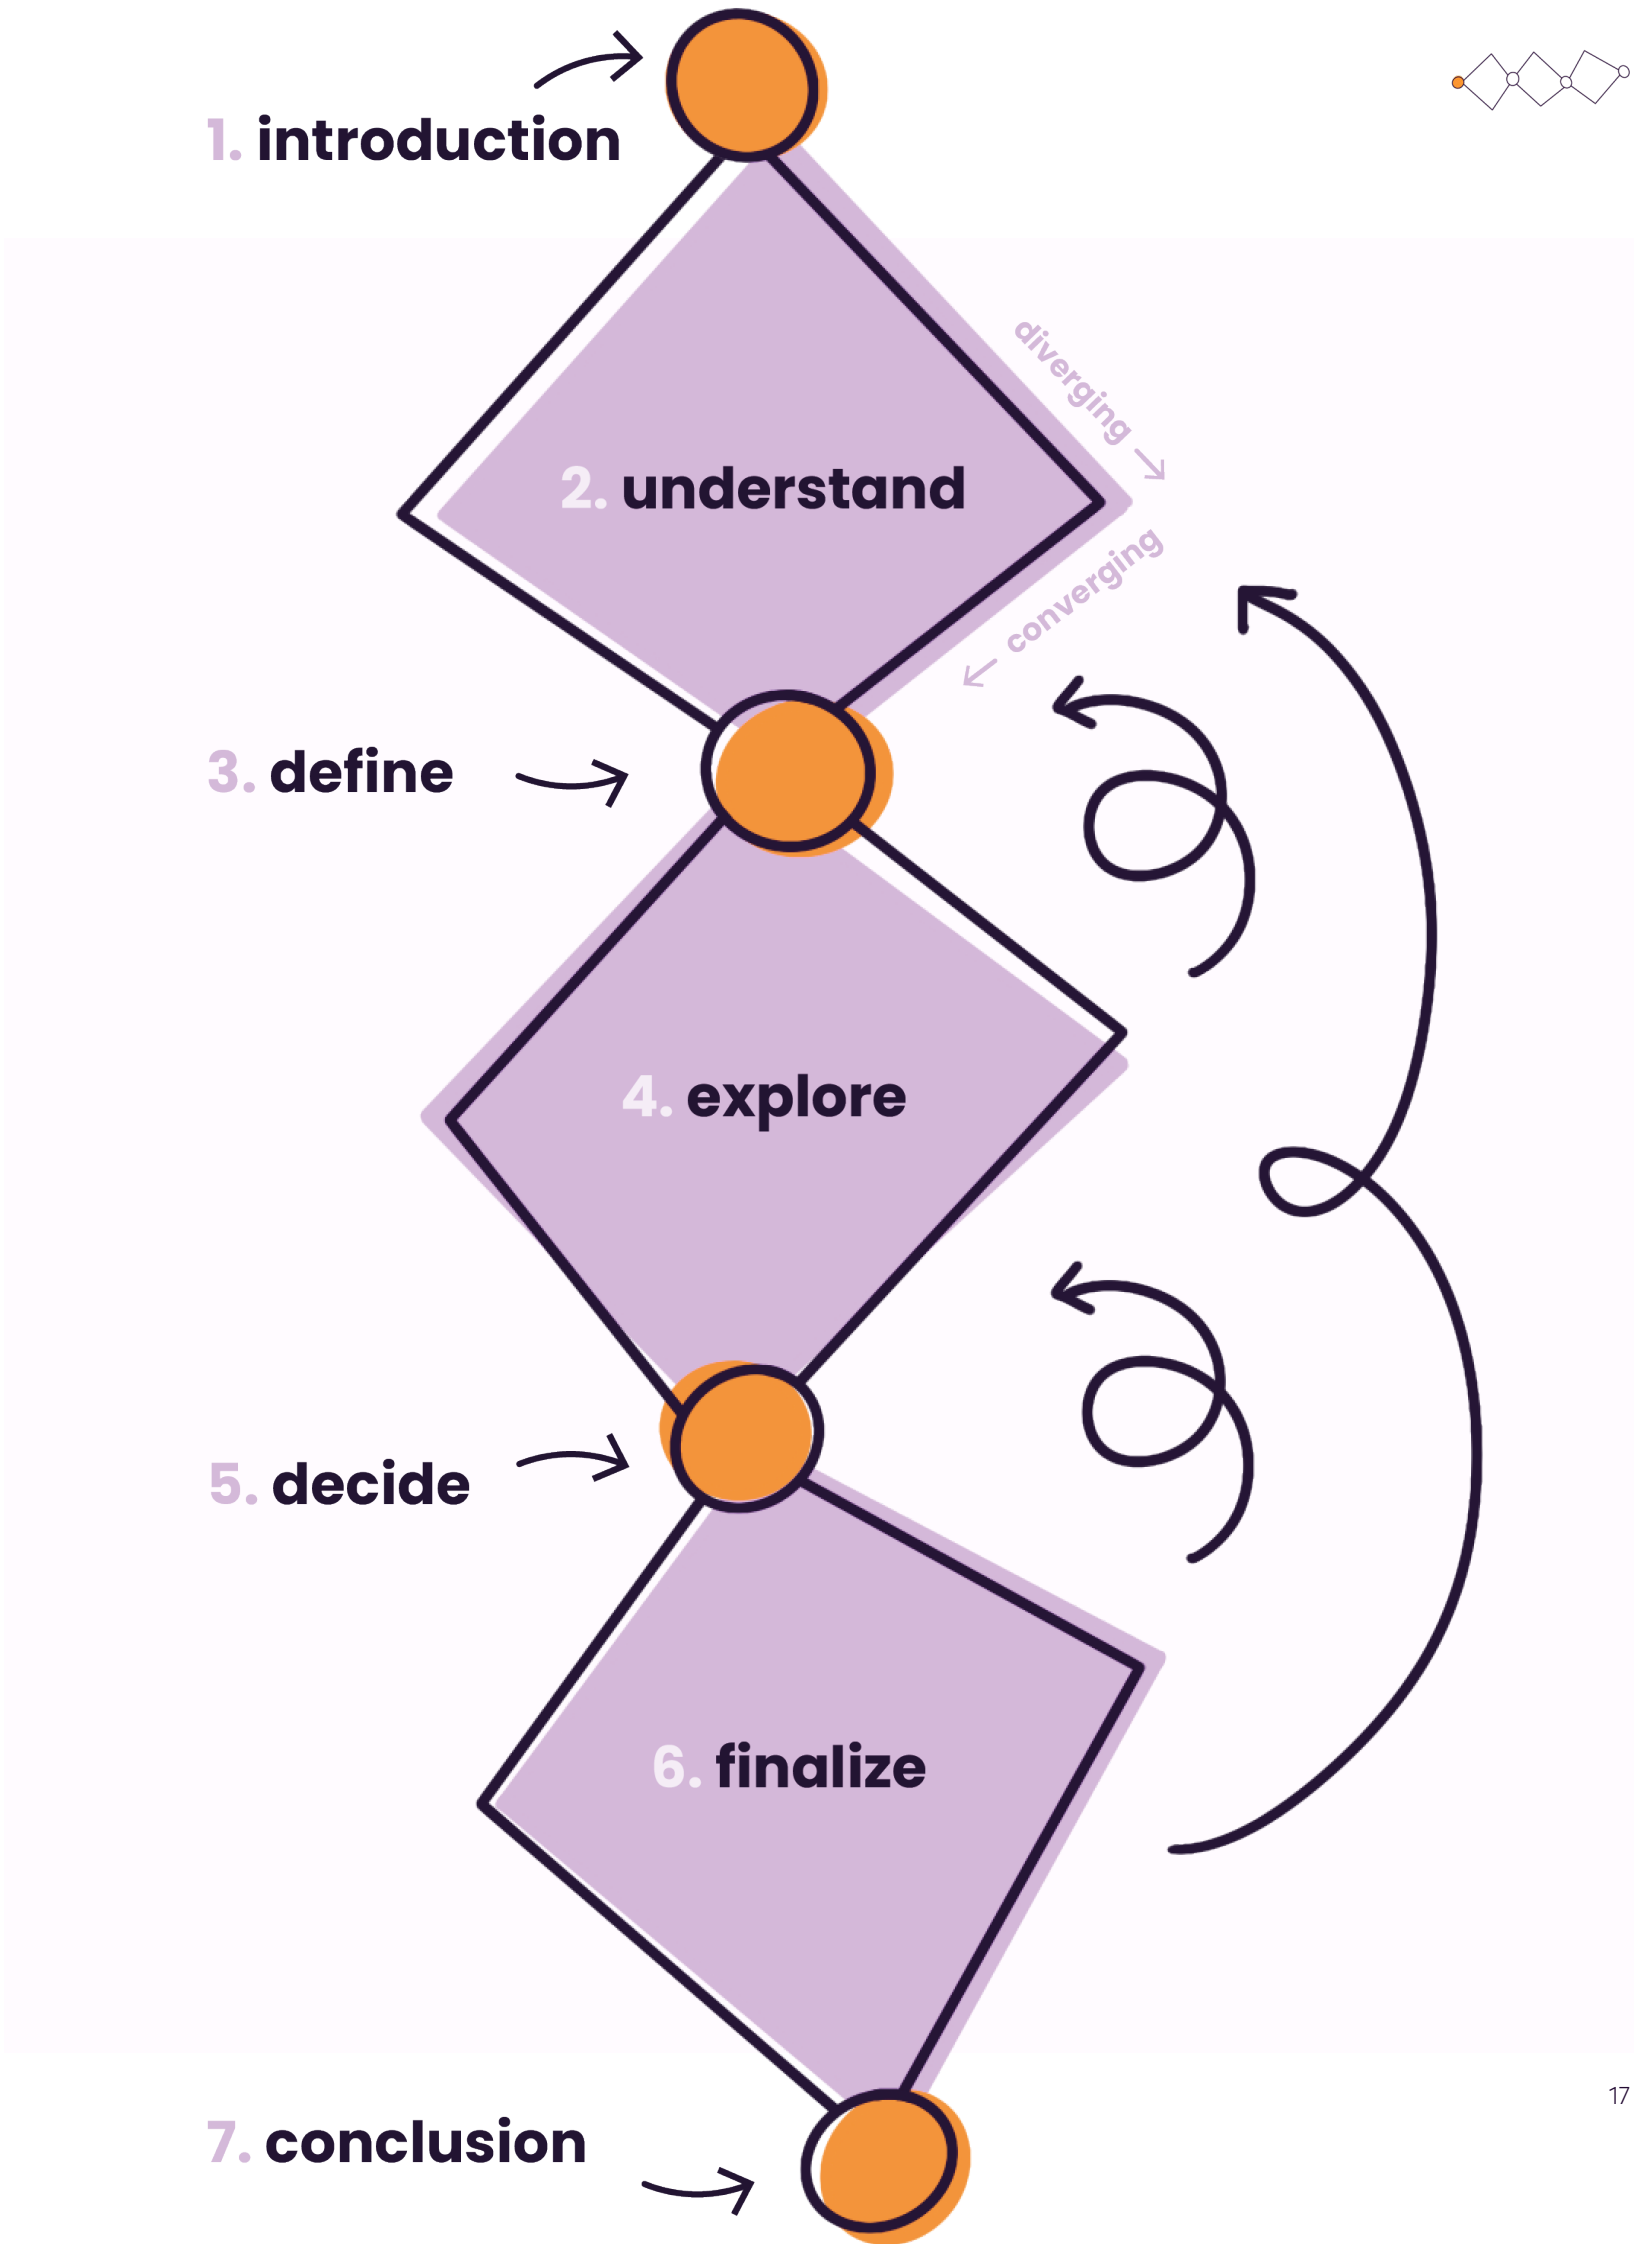 1. introduction
diverging
2. understand
converging
3. define
4. explore
5. decide
6. finalize
17
7. conclusion